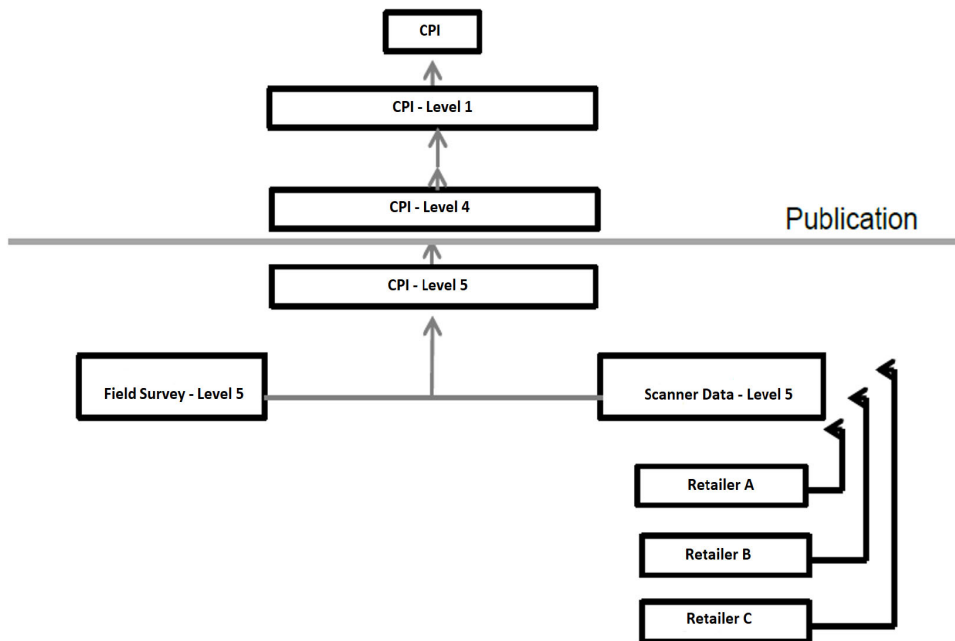 CPI
CPI - Level 1
CPI - Level 4
Publication
CPI - Level 5
Field Survey - Level 5
Scanner Data - Level 5
Retailer A
Retailer B
Retailer C